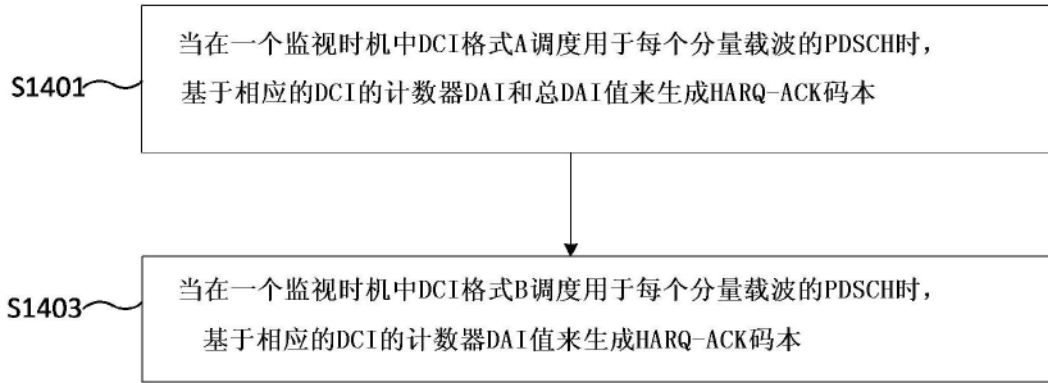 当在一个监视时机中DCI格式A调度用于每个分量载波的PDSCH时，
S1401
基于相应的DCI的计数器DAI和总DAI值来生成HARQ-ACK码本
当在一个监视时机中DCI格式B调度用于每个分量载波的PDSCH时，
S1403
基于相应的DCI的计数器DAI值来生成HARQ-ACK码本